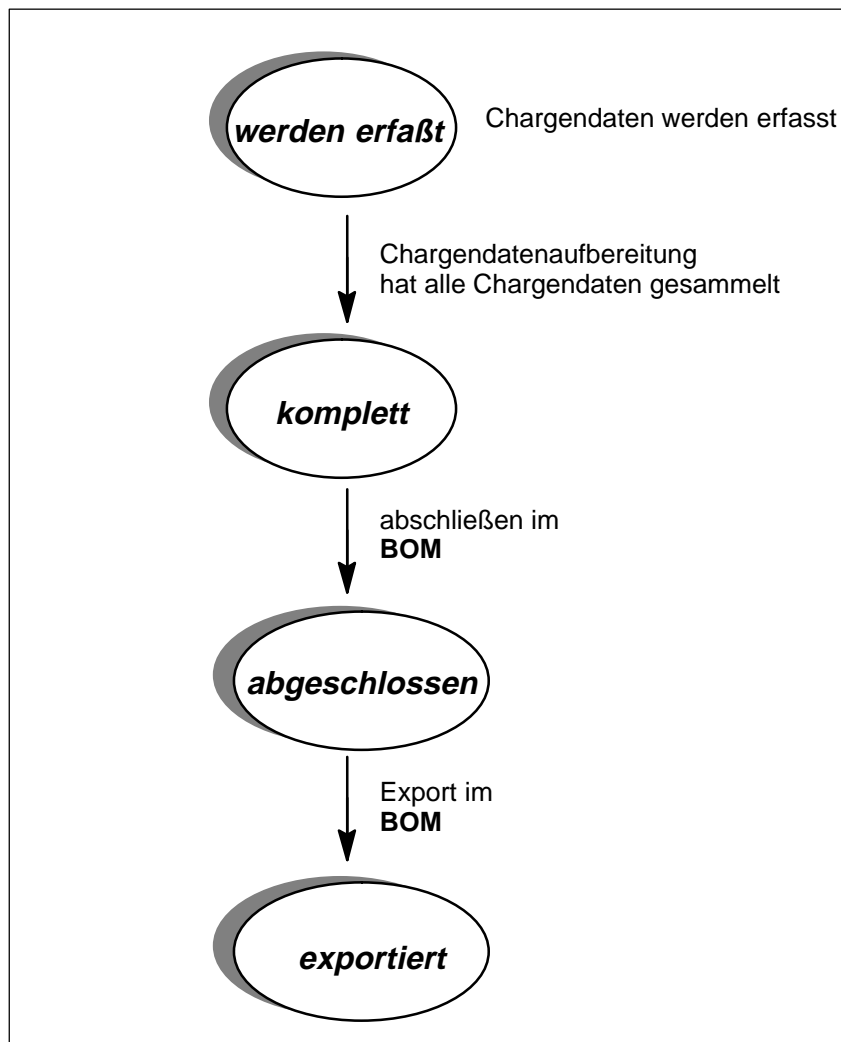 werden erfaßt
Chargendaten werden erfasst
Chargendatenaufbereitung
hat alle Chargendaten gesammelt
komplett
abschließen im
BOM
abgeschlossen
Export im
BOM
exportiert